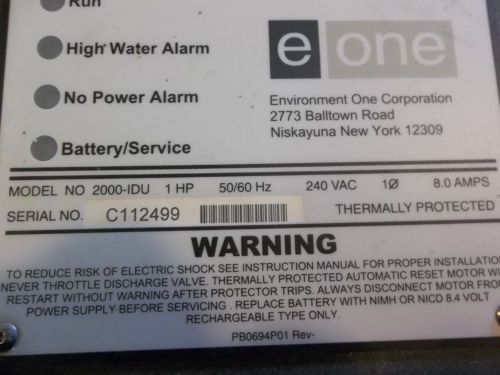 Run
High Water Alarm
No Power Alarm
Battery/Service
e one
Environment One Corporation
2773 Balltown Road
Niskayuna New York 12309
MODEL NO 2000-IDU 1 HP 50/60 Hz 240 VAC 1Ø 8.0 AMPS
SERIAL NO. C112499 THERMALLY PROTECTED
WARNING
TO REDUCE RISK OF ELECTRIC SHOCK SEE INSTRUCTION MANUAL FOR PROPER INSTALLATION
NEVER THROTTLE DISCHARGE VALVE. THERMALLY PROTECTED AUTOMATIC RESET MOTOR WI
RESTART WITHOUT WARNING AFTER PROTECTOR TRIPS. ALWAYS DISCONNECT MOTOR FROM
POWER SUPPLY BEFORE SERVICING . REPLACE BATTERY WITH NIMH OR NICD 8.4 VOLT
RECHARGEABLE TYPE ONLY.
PB0694P01 Rev-